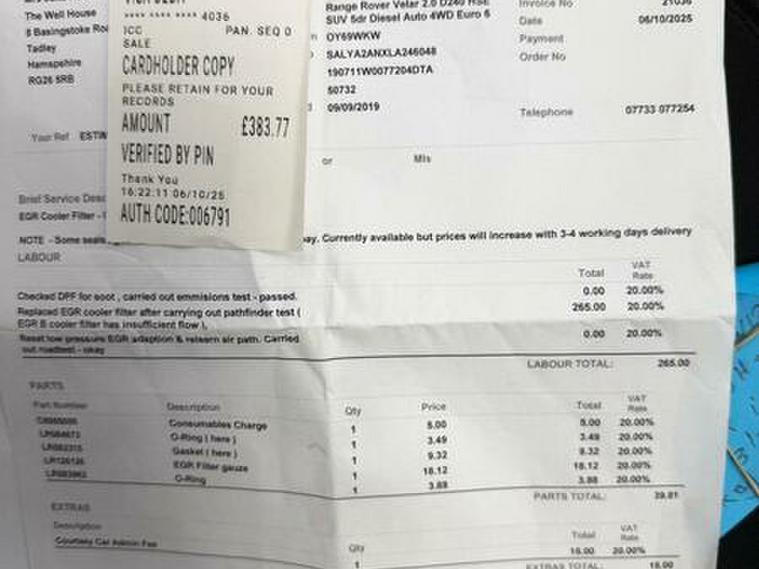 The Well House
8 Basingstoke Ro
Tadley
Hampshire
RG26 5RB
Your Ref ESTW
**** **** **** 4036
ICC PAN. SEQ 0
SALE
CARDHOLDER COPY
PLEASE RETAIN FOR YOUR
RECORDS
AMOUNT £383.77
VERIFIED BY PIN
Thank You
16:22:11 06/10/25
AUTH CODE:006791
Range Rover Velar 2.0 D240 HSE
SUV 5dr Diesel Auto 4WD Euro 6
OY69WKW
SALYA2ANXLA246048
190711W0077204DTA
50732
09/09/2019
Invoice No 21036
Date 06/10/2025
Payment
Order No
Telephone 07733 077254
or Mls
Brief Service Desc
EGR Cooler Filter -
NOTE - Some seals
ay. Currently available but prices will increase with 3-4 working days delivery
LABOUR
Total VAT Rate
Checked DPF for soot , carried out emmisions test - passed. 0.00 20.00%
Replaced EGR cooler filter after carrying out pathfinder test ( 265.00 20.00%
EGR B cooler filter has insufficient flow ).
Reset low pressure EGR adaption & relearn air path. Carried 0.00 20.00%
out roadtest - okay
LABOUR TOTAL: 265.00
PARTS
Part Number Description Qty Price Total VAT Rate
Consumables Charge 1 5.00 5.00 20.00%
O-Ring ( here ) 1 3.49 3.49 20.00%
Gasket ( here ) 1 9.32 9.32 20.00%
EGR Filter gauze 1 18.12 18.12 20.00%
O-Ring 1 3.88 3.88 20.00%
PARTS TOTAL: 39.81
EXTRAS
Description Qty Total VAT Rate
Courtesy Car Admin Fee 1 15.00 20.00%
EXTRAS TOTAL: 15.00